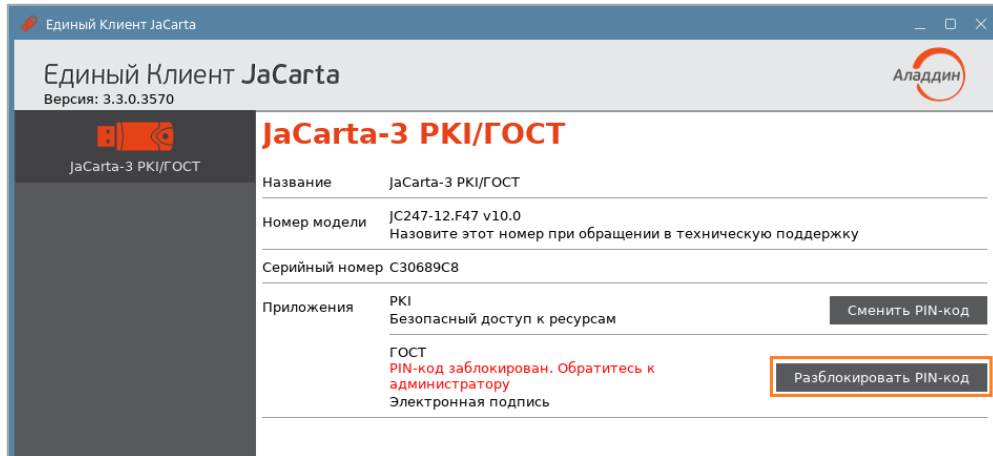 Единый Клиент JaCarta
Единый Клиент JaCarta
Аладдин
Версия: 3.3.0.3570
JaCarta-3 PKI/ГОСТ
JaCarta-3 PKI/ГОСТ
Название JaCarta-3 PKI/ГОСТ
Номер модели JC247-12.F47 v10.0
Назовите этот номер при обращении в техническую поддержку
Серийный номер C30689C8
Приложения PKI
Безопасный доступ к ресурсам
Сменить PIN-код
ГОСТ
PIN-код заблокирован. Обратитесь к
администратору
Разблокировать PIN-код
Электронная подпись